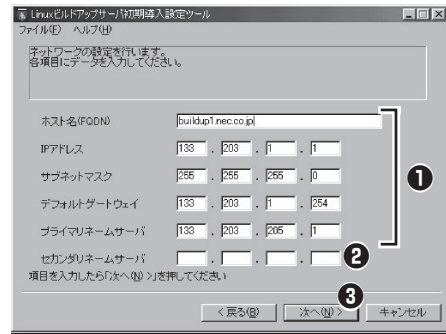 Linuxビルドアップサーバ初期導入設定ツール
ファイル(F) ヘルプ(H)
ネットワークの設定を行います。
各項目にデータを入力してください。
ホスト名(FQDN) buildup1.nec.co.jp
IPアドレス 133 . 203 . 1 . 1
サブネットマスク 255 . 255 . 255 . 0
デフォルトゲートウェイ 133 . 203 . 1 . 254
プライマリネームサーバ 133 . 203 . 205 . 1
セカンダリネームサーバ . . .
❶
❷
項目を入力したら「次へ(N) >」を押してください
❸
< 戻る(B) 次へ(N) > キャンセル